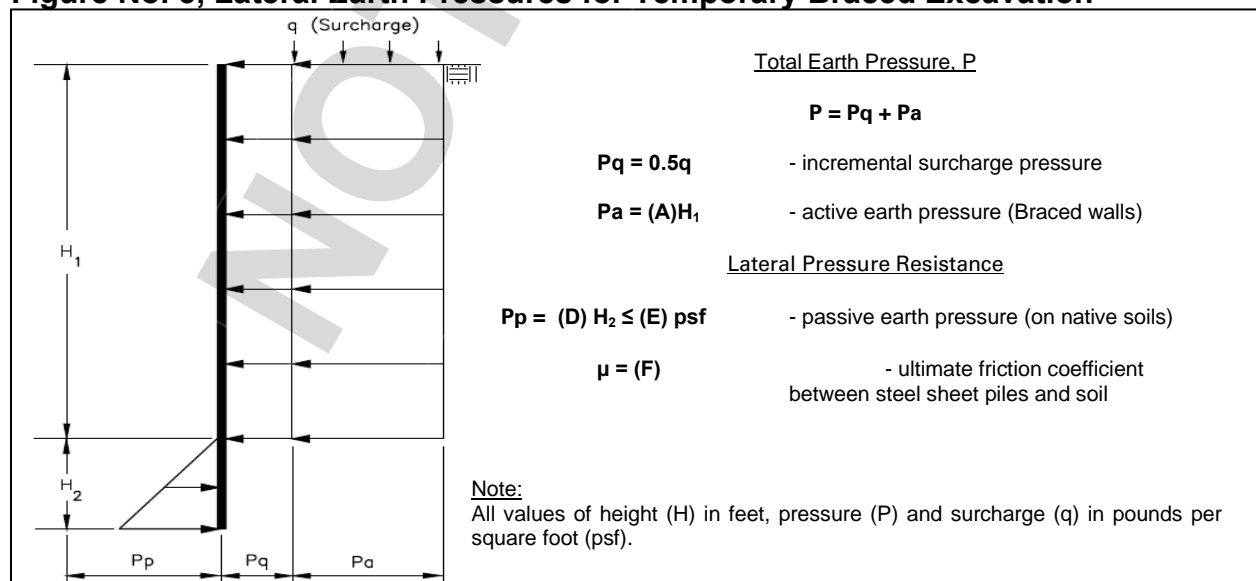 Lateral Earth Pressures for Temporary Braced Excavation
q (Surcharge)
H1
H2
Pp
Pq
Pa
Total Earth Pressure, P
P = Pq + Pa
Pq = 0.5q - incremental surcharge pressure
Pa = (A)H₁ - active earth pressure (Braced walls)
Lateral Pressure Resistance
Pp = (D) H₂ ≤ (E) psf - passive earth pressure (on native soils)
µ = (F) - ultimate friction coefficient
between steel sheet piles and soil
Note:
All values of height (H) in feet, pressure (P) and surcharge (q) in pounds per
square foot (psf).